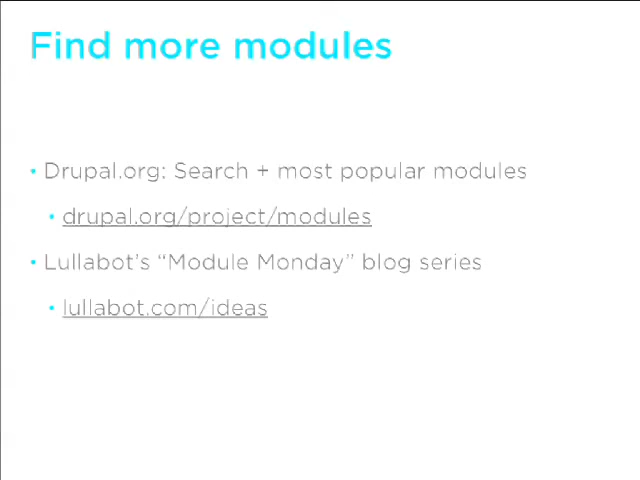 Find more modules
• Drupal.org: Search + most popular modules
• drupal.org/project/modules
• Lullabot's “Module Monday” blog series
• lullabot.com/ideas